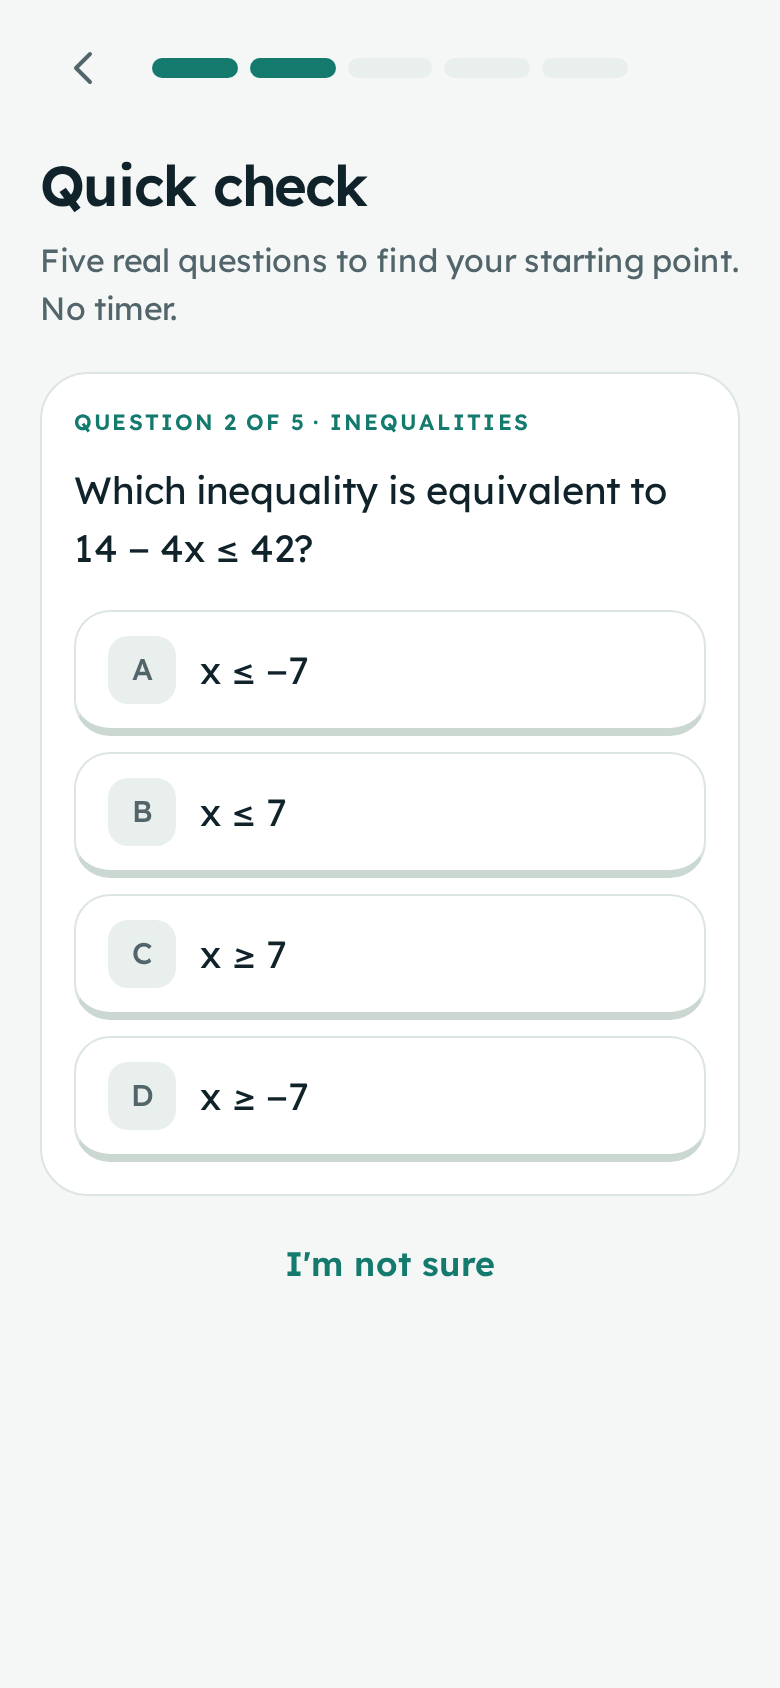 Quick check
Five real questions to find your starting point.
No timer.
QUESTION 2 OF 5 · INEQUALITIES
Which inequality is equivalent to
14 − 4x ≤ 42?
A x ≤ −7
B x ≤ 7
C x ≥ 7
D x ≥ −7
I'm not sure